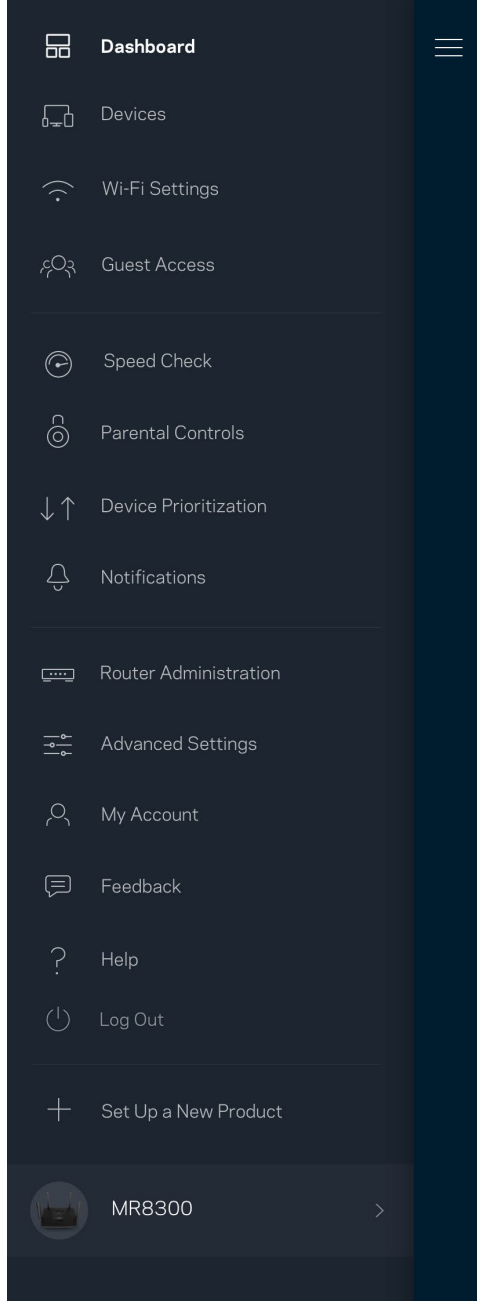 Dashboard
Devices
Wi-Fi Settings
Guest Access
Speed Check
Parental Controls
Device Prioritization
Notifications
Router Administration
Advanced Settings
My Account
Feedback
Help
Log Out
Set Up a New Product
MR8300